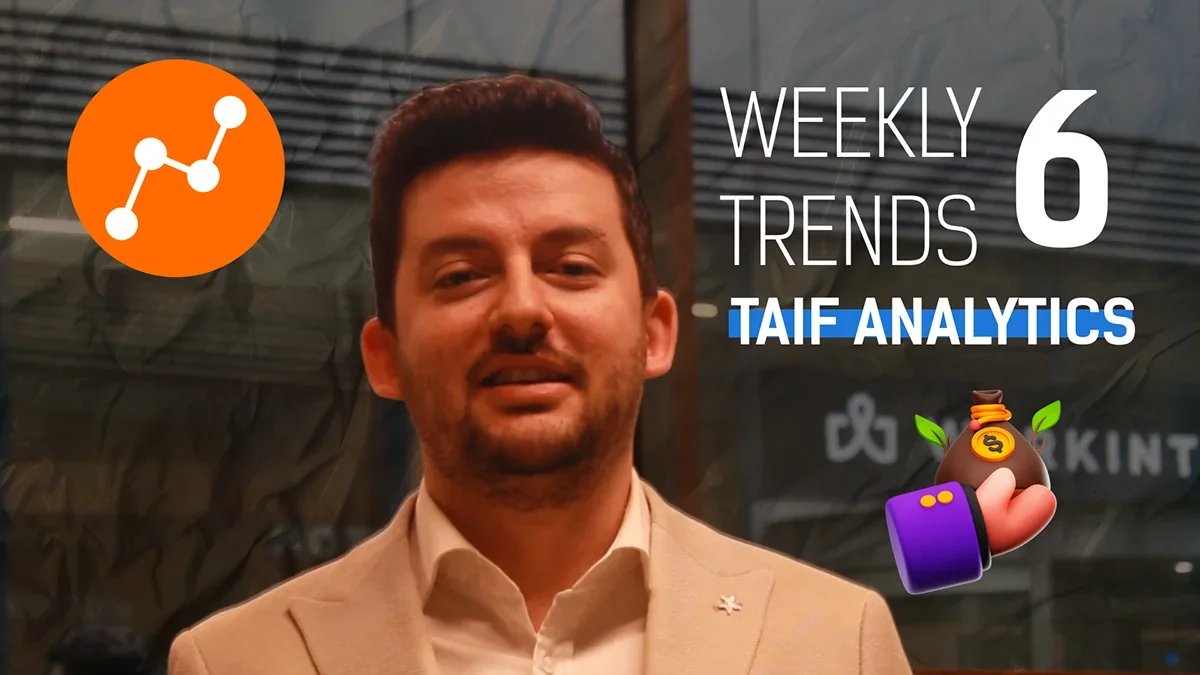 WEEKLY
TRENDS
6
TAIF ANALYTICS
$